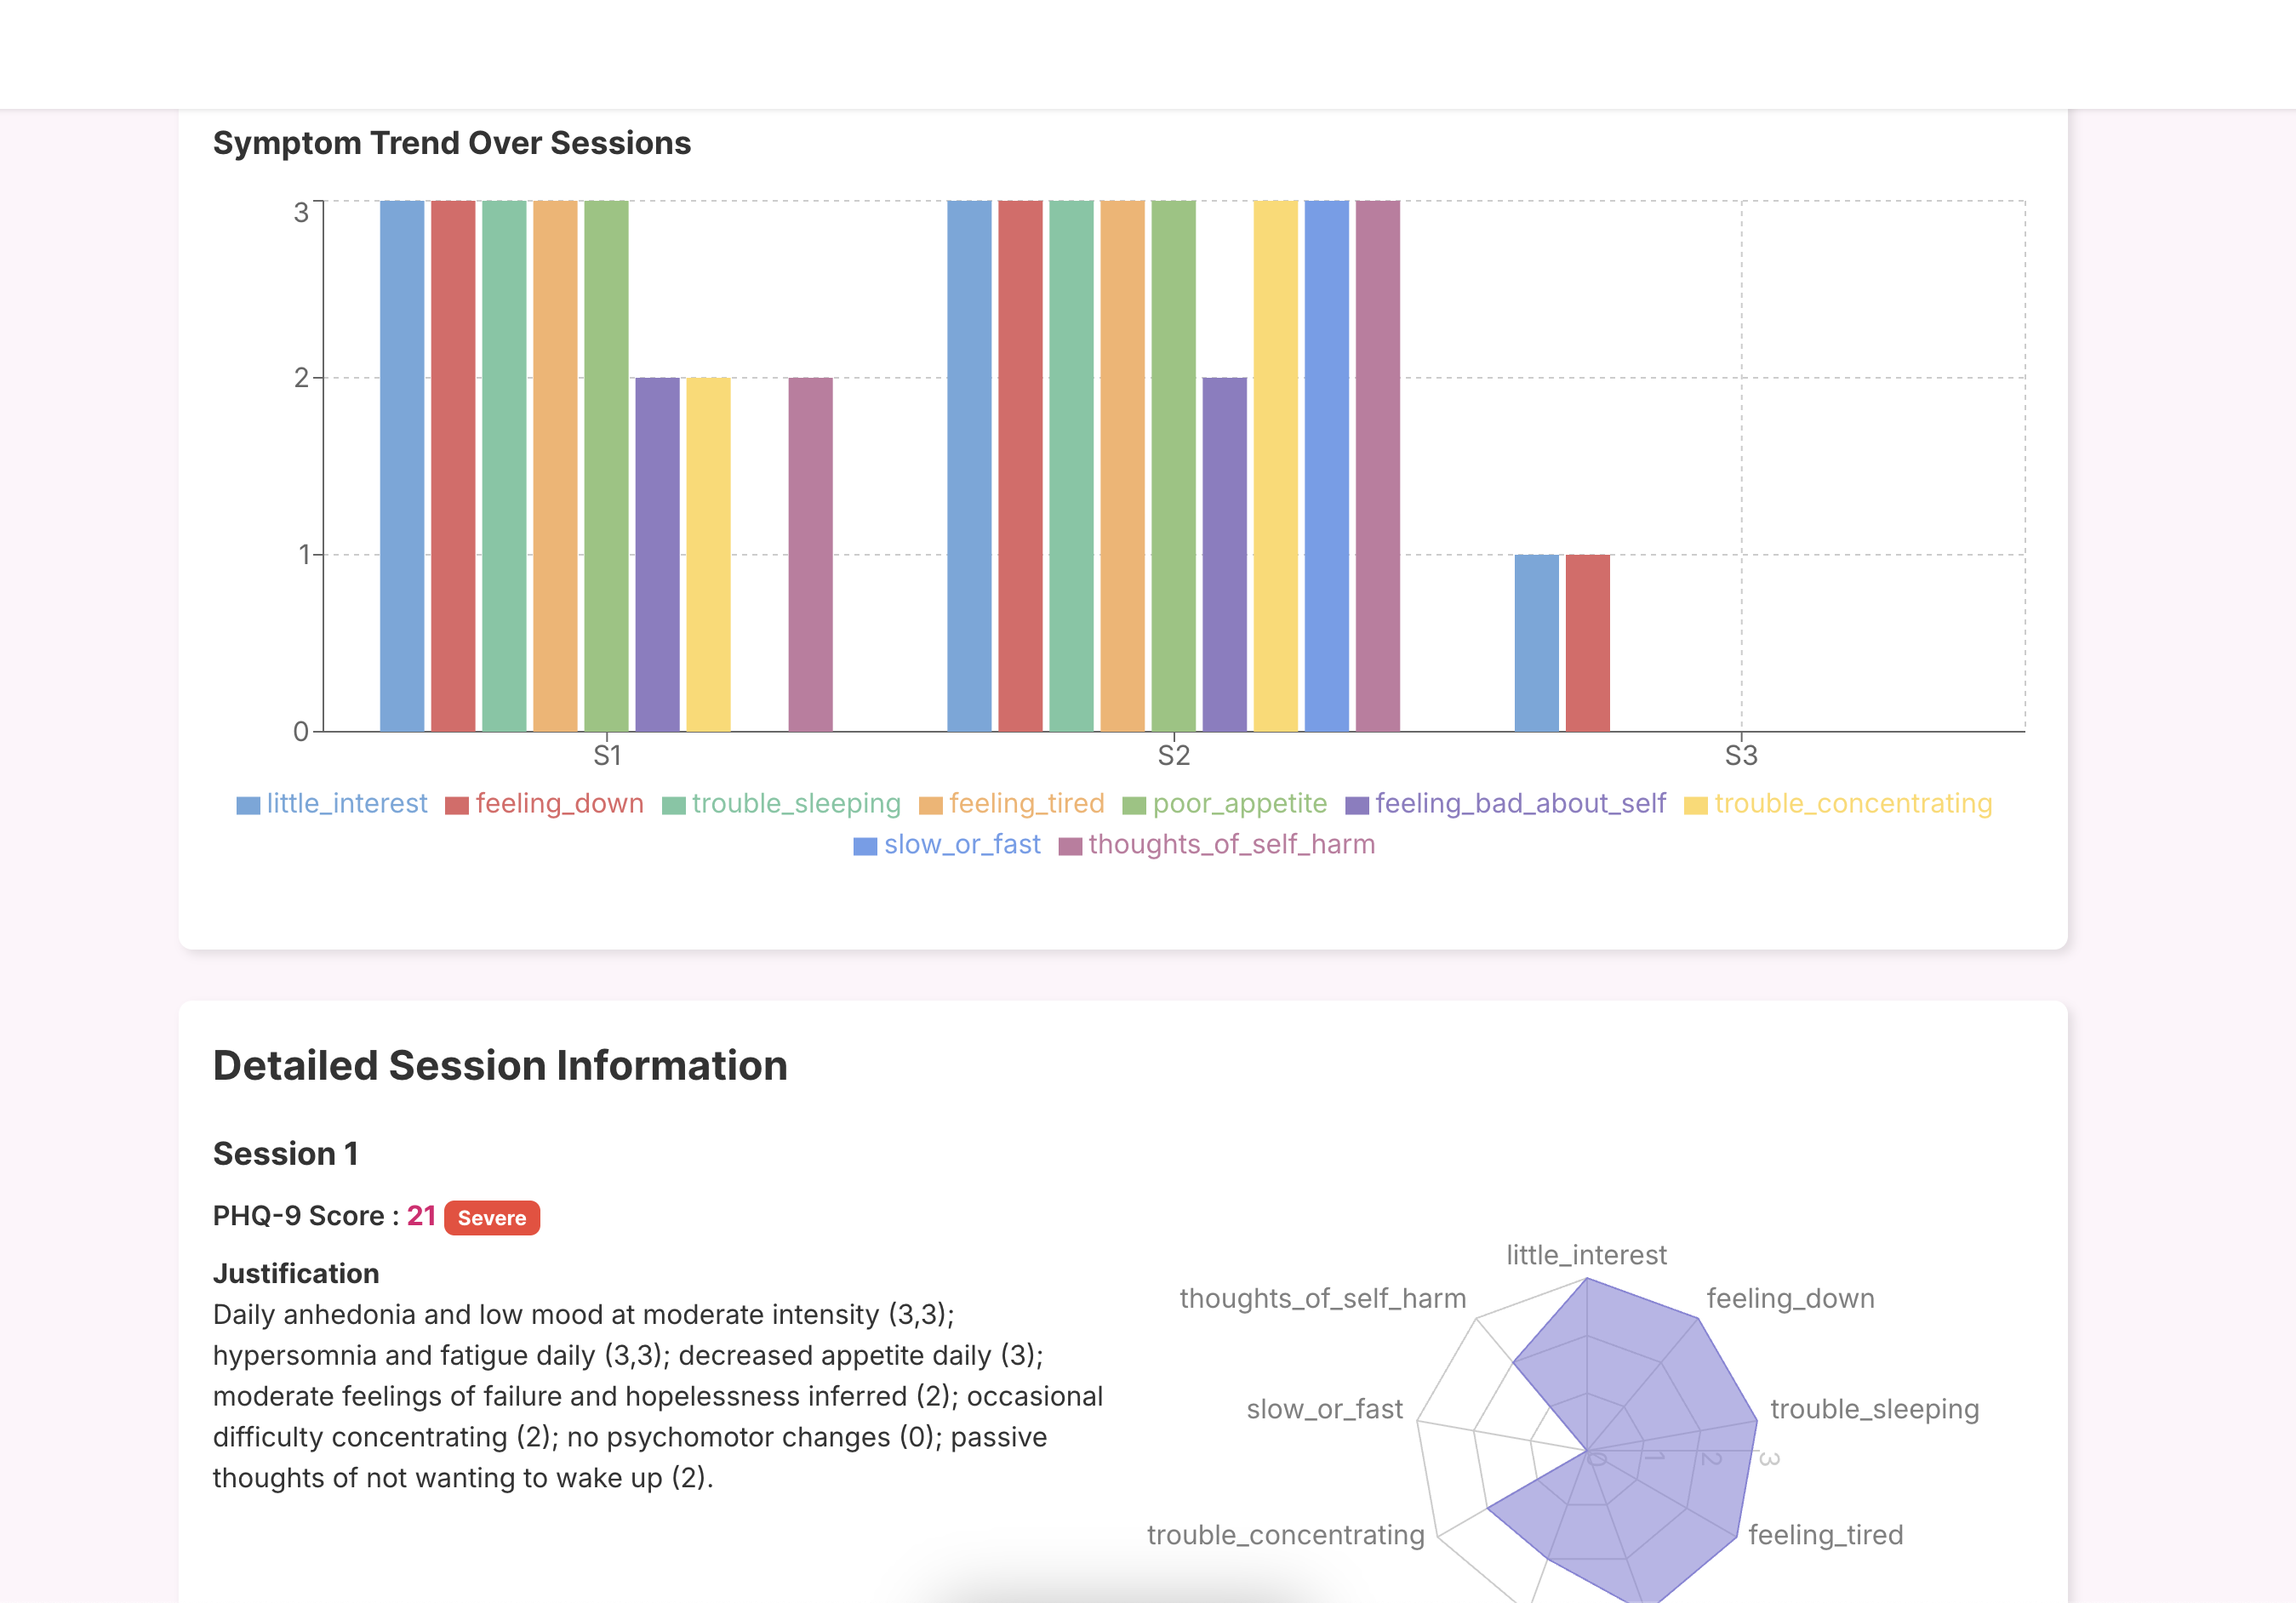 Symptom Trend Over Sessions
3
2
1
0
S1 S2 S3
little_interest feeling_down trouble_sleeping feeling_tired poor_appetite feeling_bad_about_self trouble_concentrating
slow_or_fast thoughts_of_self_harm
Detailed Session Information
Session 1
PHQ-9 Score : 21 Severe
Justification
Daily anhedonia and low mood at moderate intensity (3,3);
hypersomnia and fatigue daily (3,3); decreased appetite daily (3);
moderate feelings of failure and hopelessness inferred (2); occasional
difficulty concentrating (2); no psychomotor changes (0); passive
thoughts of not wanting to wake up (2).
little_interest
thoughts_of_self_harm feeling_down
slow_or_fast trouble_sleeping
0 1 2 3
trouble_concentrating feeling_tired